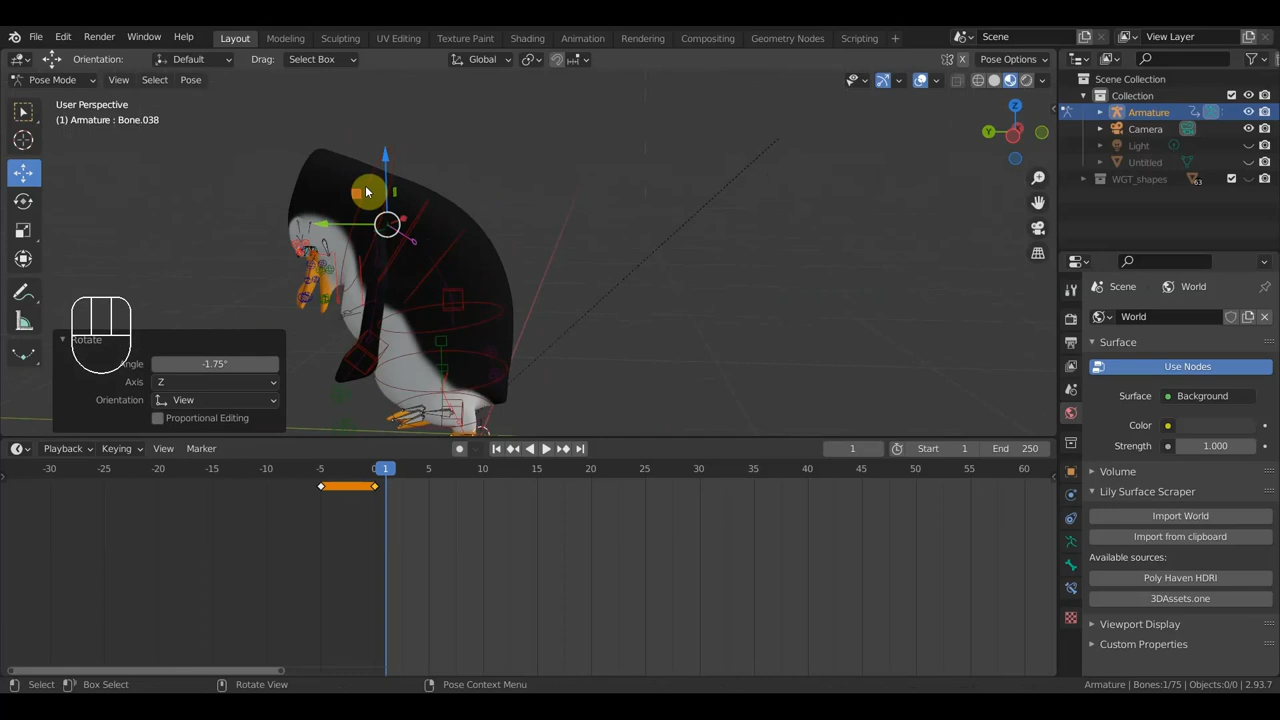 File Edit Render Window Help Layout Modeling Sculpting UV Editing Texture Paint Shading Animation Rendering Compositing Geometry Nodes Scripting + Scene View Layer
Orientation: Default Drag: Select Box Global X Pose Options
Pose Mode View Select Pose
User Perspective
(1) Armature : Bone.038
Z
Y
Rotate
Angle -1.75°
Axis Z
Orientation View
Proportional Editing
Playback Keying View Marker 1 Start 1 End 250
-30 -25 -20 -15 -10 -5 0 1 5 10 15 20 25 30 35 40 45 50 55 60
Scene Collection
Collection
Armature
Camera
Light
Untitled
WGT_shapes 63
Scene World
World
Surface
Use Nodes
Surface Background
Color
Strength 1.000
Volume
Lily Surface Scraper
Import World
Import from clipboard
Available sources:
Poly Haven HDRI
3DAssets.one
Viewport Display
Custom Properties
Select Box Select Rotate View Pose Context Menu Armature | Bones:1/75 | Objects:0/0 | 2.93.7